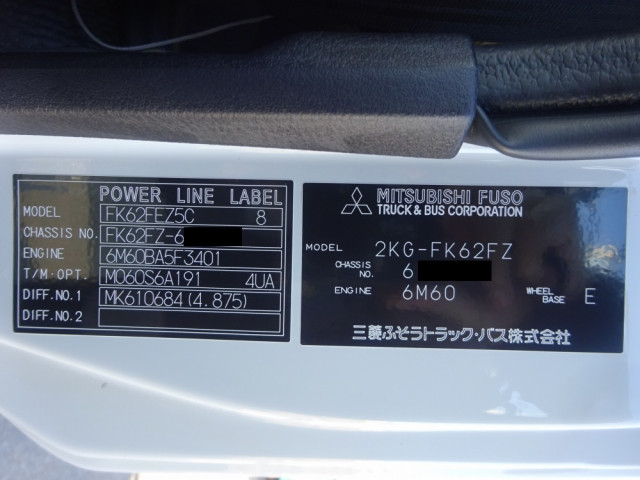 POWER LINE LABEL
MODEL FK62FEZ5C 8
CHASSIS NO. FK62FZ-6
ENGINE 6M60BA5F3401
T/M·OPT. M060S6A191 4UA
DIFF.NO.1 MK610684(4.875)
DIFF.NO.2
MITSUBISHI FUSO
TRUCK & BUS CORPORATION
MODEL 2KG-FK62FZ
CHASSIS NO. 6
ENGINE 6M60 WHEEL BASE E
三菱ふそうトラック・バス株式会社